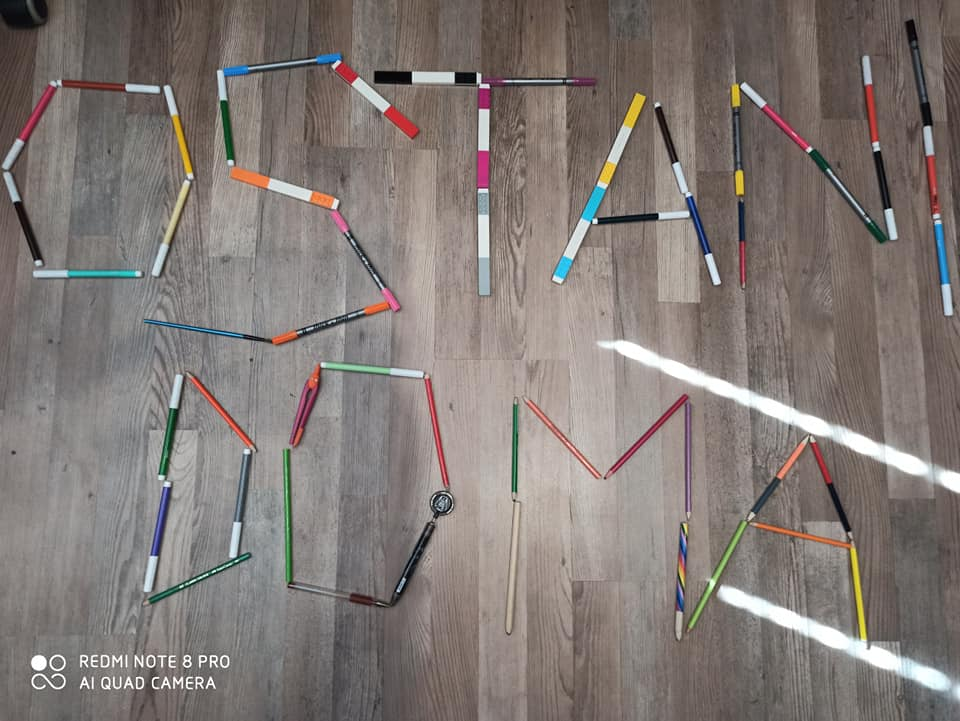 OSTANI
DOMA
REDMI NOTE 8 PRO
AI QUAD CAMERA